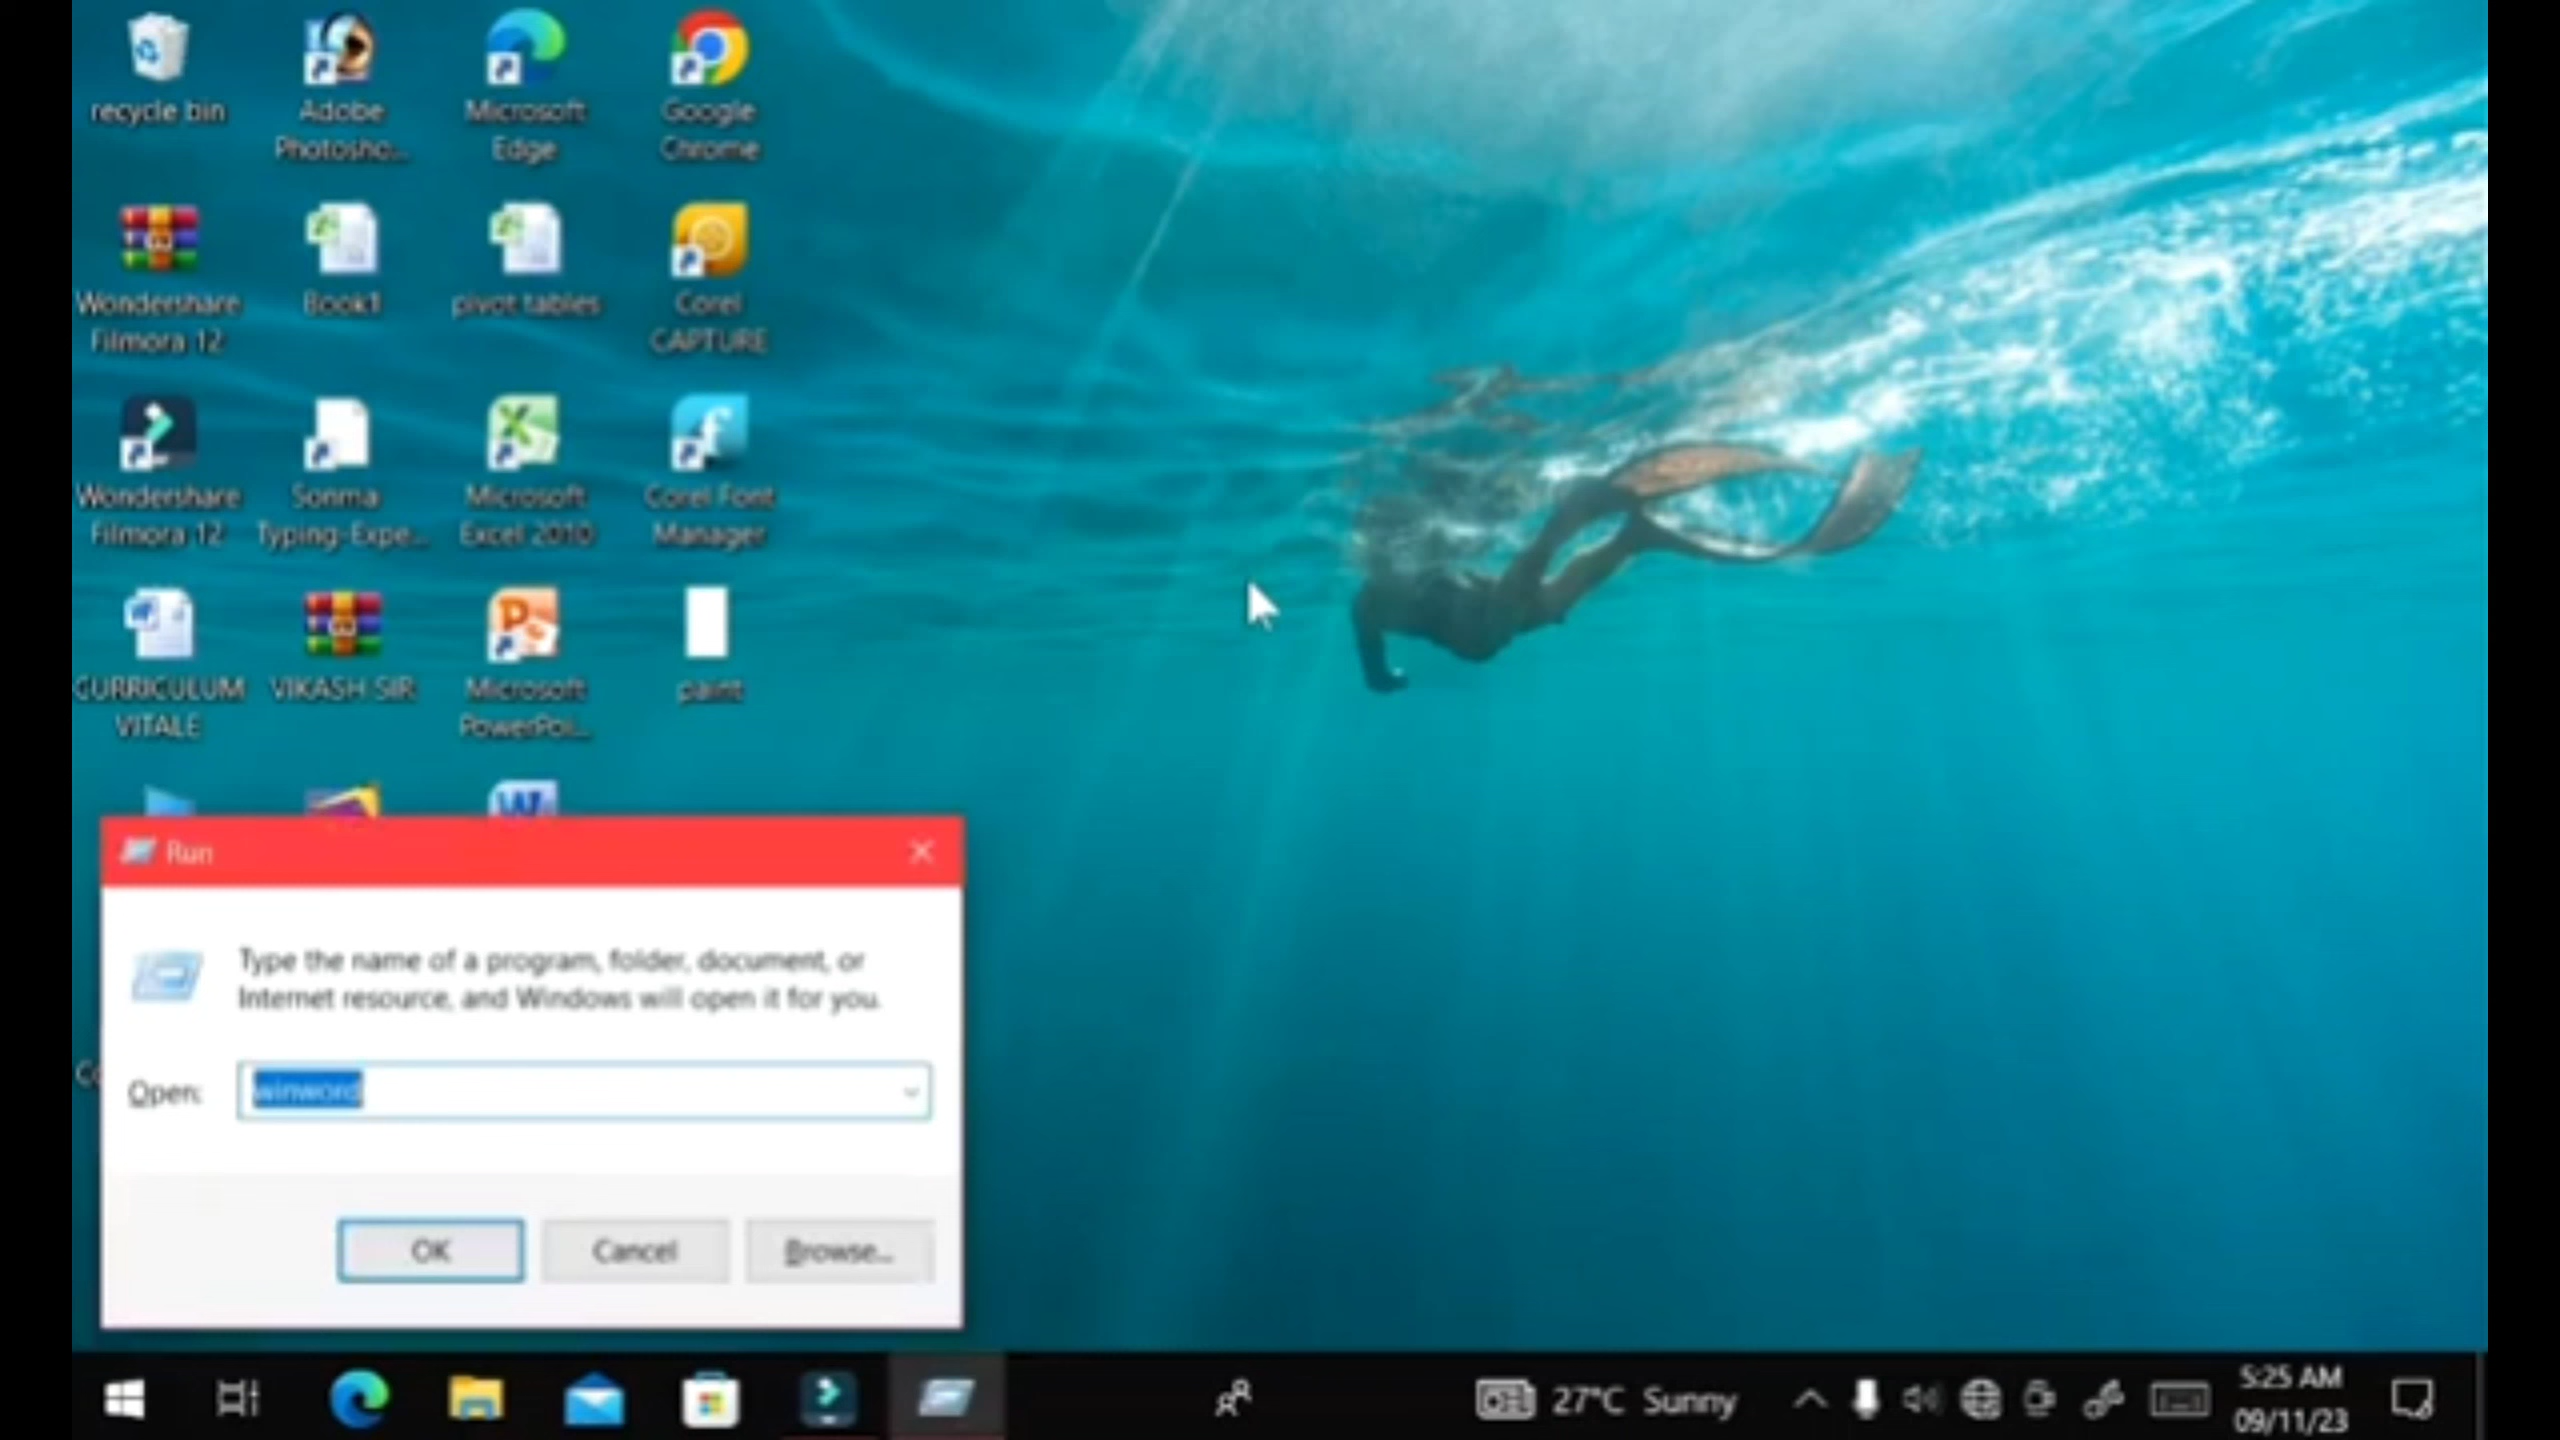 recycle bin
Adobe
Photosho...
Microsoft
Edge
Google
Chrome
Wondershare
Filmora 12
Book1
pivot tables
Corel
CAPTURE
Wondershare
Filmora 12
Sonma
Typing-Expe...
Microsoft
Excel 2010
Corel Font
Manager
CURRICULUM
VITALE
VIKASH SIR
Microsoft
PowerPoi...
paint
Run
Type the name of a program, folder, document, or
Internet resource, and Windows will open it for you.
Open:
winword
OK
Cancel
Browse...
27°C Sunny
5:25 AM
09/11/23